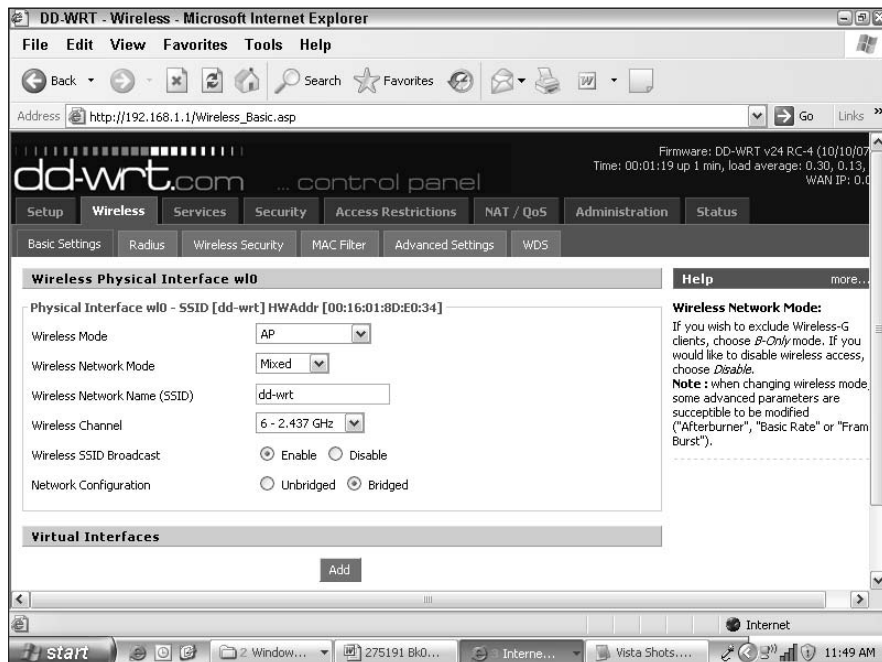 DD-WRT - Wireless - Microsoft Internet Explorer
File Edit View Favorites Tools Help
Back Search Favorites
Address http://192.168.1.1/Wireless_Basic.asp Go Links »
dd-wrt.com ... control panel
Firmware: DD-WRT v24 RC-4 (10/10/07
Time: 00:01:19 up 1 min, load average: 0.30, 0.13,
WAN IP: 0.0
Setup Wireless Services Security Access Restrictions NAT / QoS Administration Status
Basic Settings Radius Wireless Security MAC Filter Advanced Settings WDS
Wireless Physical Interface wl0
Physical Interface wl0 - SSID [dd-wrt] HWAddr [00:16:01:8D:E0:34]
Wireless Mode AP
Wireless Network Mode Mixed
Wireless Network Name (SSID) dd-wrt
Wireless Channel 6 - 2.437 GHz
Wireless SSID Broadcast Enable Disable
Network Configuration Unbridged Bridged
Virtual Interfaces
Add
Help more...
Wireless Network Mode:
If you wish to exclude Wireless-G
clients, choose B-Only mode. If you
would like to disable wireless access,
choose Disable.
Note : when changing wireless mode,
some advanced parameters are
succeptible to be modified
("Afterburner", "Basic Rate" or "Fram
Burst").
Internet
start 2 Window... 275191 Bk0... 3 Interne... Vista Shots.... 11:49 AM